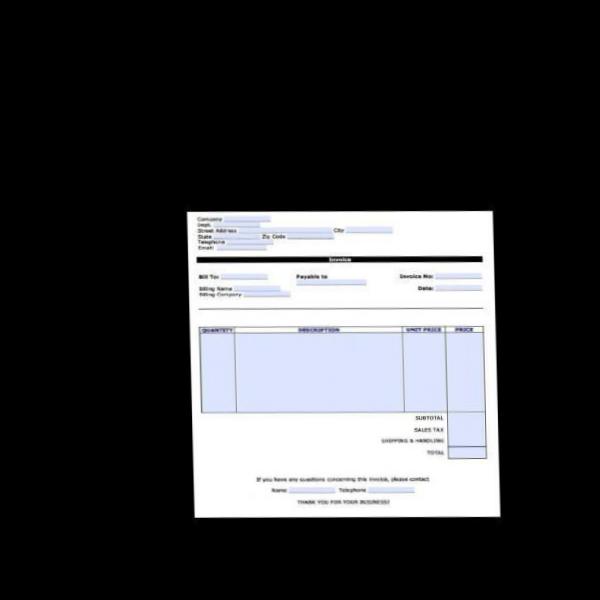 Company
Dept.
Street Address City
State Zip Code
Telephone
Email
Invoice
Bill To: Payable to Invoice No:
Billing Name Date:
Billing Company
QUANTITY DESCRIPTION UNIT PRICE PRICE
SUBTOTAL
SALES TAX
SHIPPING & HANDLING
TOTAL
If you have any questions concerning this invoice, please contact
Name Telephone
THANK YOU FOR YOUR BUSINESS!